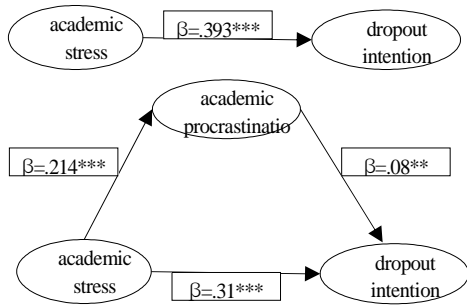 academic
stress
β=.393***
dropout
intention
academic
procrastinatio
β=.214***
β=.08**
academic
stress
β=.31***
dropout
intention